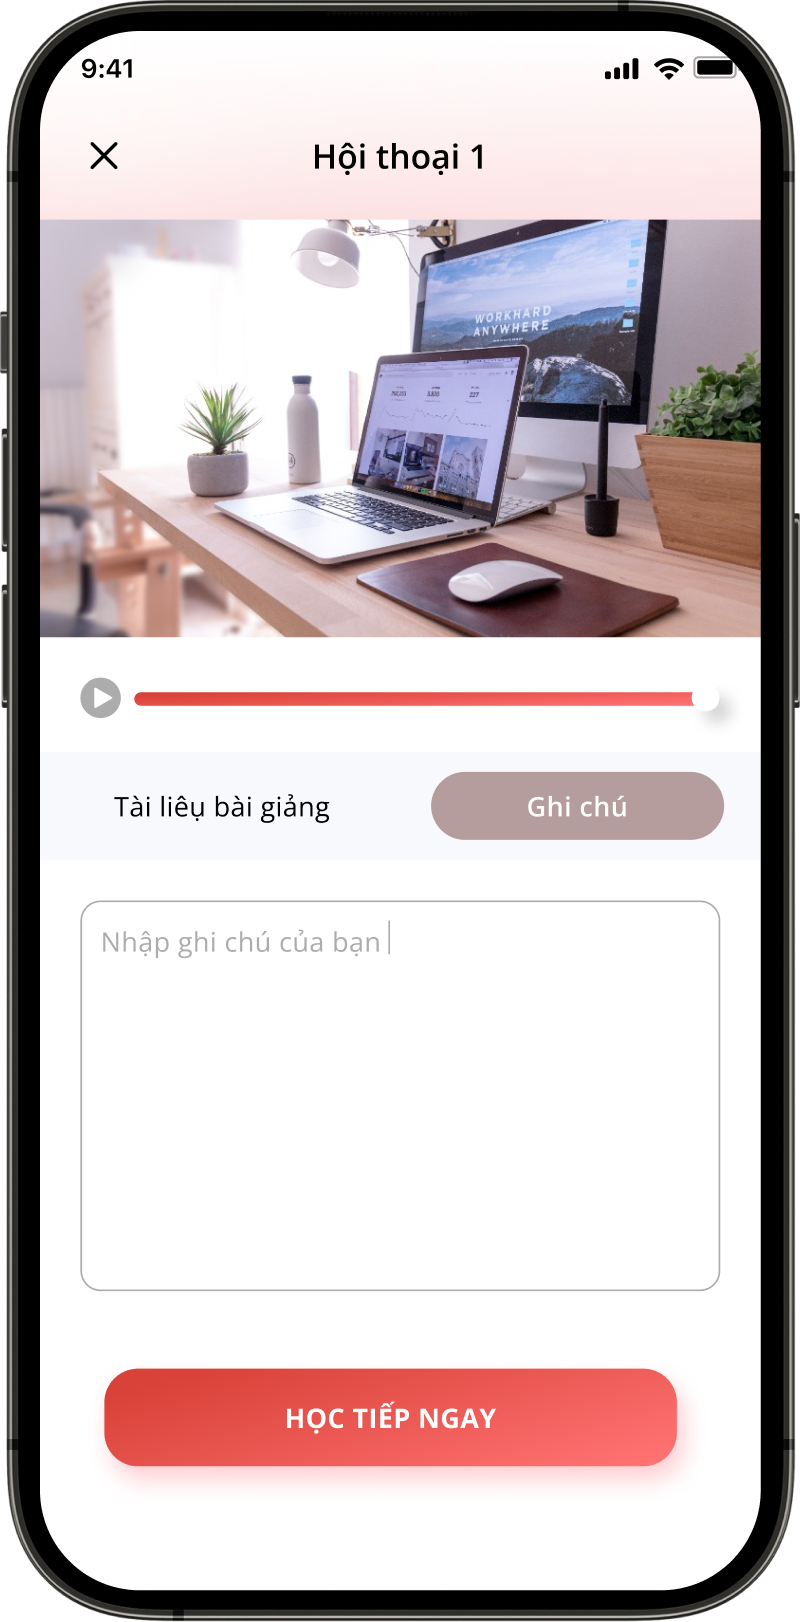 9:41
Hội thoại 1
WORKHARD
ANYWHERE
Tài liệu bài giảng
Ghi chú
Nhập ghi chú của bạn
HỌC TIẾP NGAY